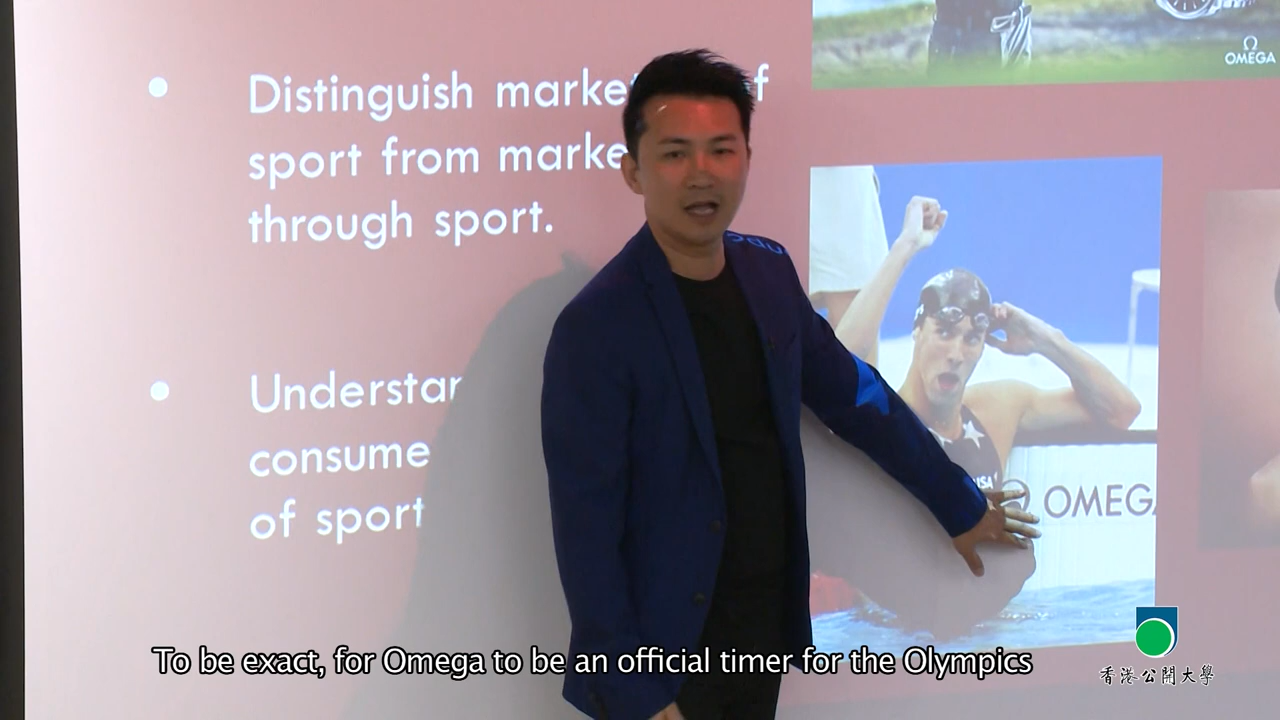 Distinguish marke f
sport from marke
through sport.
Understan
consume
of sport
OMEGA
USA
OMEGA
To be exact, for Omega to be an official timer for the Olympics
香港公開大學